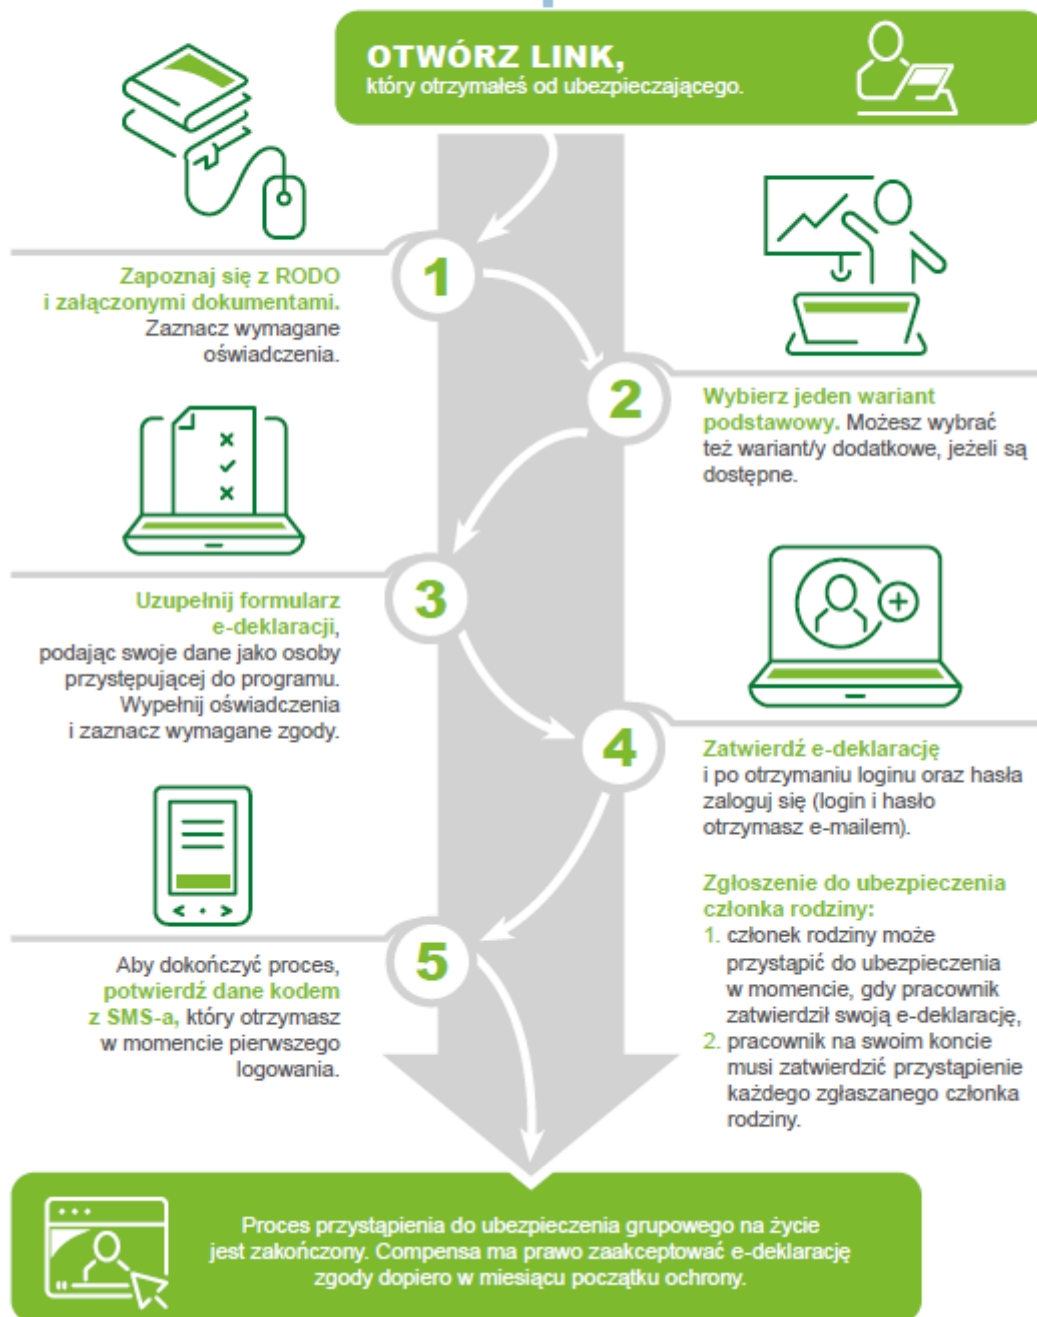 OTWÓRZ LINK,
który otrzymałeś od ubezpieczającego.
1
Zapoznaj się z RODO
i załączonymi dokumentami.
Zaznacz wymagane
oświadczenia.
2
Wybierz jeden wariant
podstawowy. Możesz wybrać
też wariant/y dodatkowe, jeżeli są
dostępne.
3
Uzupełnij formularz
e-deklaracji,
podając swoje dane jako osoby
przystępującej do programu.
Wypełnij oświadczenia
i zaznacz wymagane zgody.
4
Zatwierdź e-deklarację
i po otrzymaniu loginu oraz hasła
zaloguj się (login i hasło
otrzymasz e-mailem).
Zgłoszenie do ubezpieczenia
członka rodziny:
1. członek rodziny może
przystąpić do ubezpieczenia
w momencie, gdy pracownik
zatwierdził swoją e-deklarację,
2. pracownik na swoim koncie
musi zatwierdzić przystąpienie
każdego zgłaszanego członka
rodziny.
5
Aby dokończyć proces,
potwierdź dane kodem
z SMS-a, który otrzymasz
w momencie pierwszego
logowania.
Proces przystąpienia do ubezpieczenia grupowego na życie
jest zakończony. Compensa ma prawo zaakceptować e-deklarację
zgody dopiero w miesiącu początku ochrony.